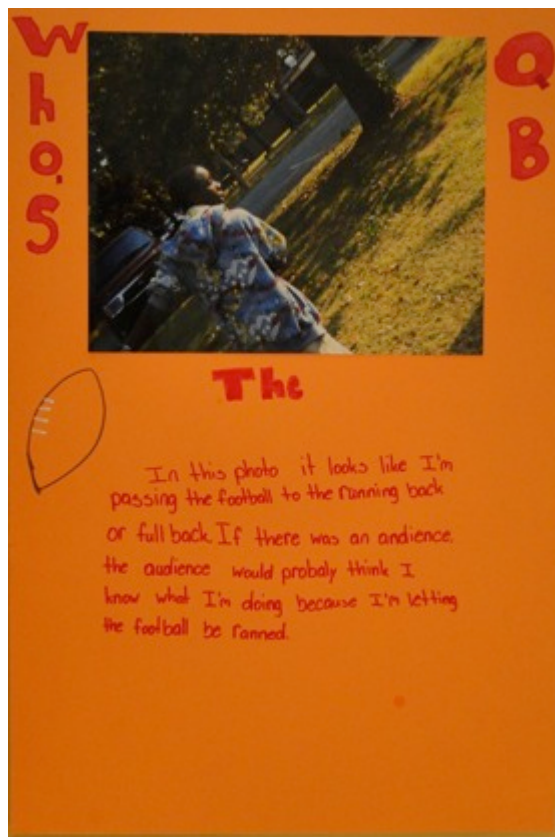 Who's
The
QB
In this photo it looks like I'm
passing the football to the running back
or full back. If there was an andience,
the audience would probaly think I
know what I'm doing because I'm letting
the football be ranned.